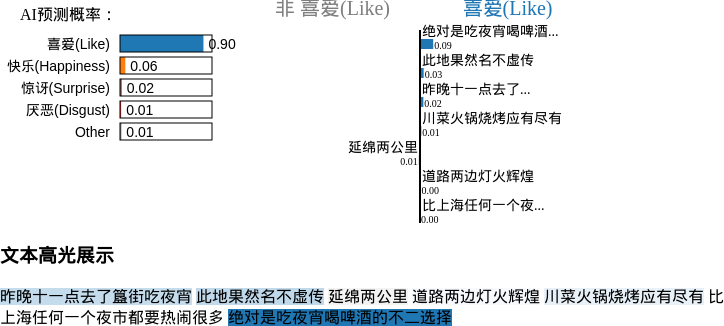 AI预测概率：
喜爱(Like) 0.90
快乐(Happiness) 0.06
惊讶(Surprise) 0.02
厌恶(Disgust) 0.01
Other 0.01
非 喜爱(Like) 喜爱(Like)
绝对是吃夜宵喝啤酒...
0.09
此地果然名不虚传
0.03
昨晚十一点去了...
0.02
川菜火锅烧烤应有尽有
0.01
延绵两公里
0.01
道路两边灯火辉煌
0.00
比上海任何一个夜...
0.00
文本高光展示
昨晚十一点去了簋街吃夜宵 此地果然名不虚传 延绵两公里 道路两边灯火辉煌 川菜火锅烧烤应有尽有 比
上海任何一个夜市都要热闹很多 绝对是吃夜宵喝啤酒的不二选择